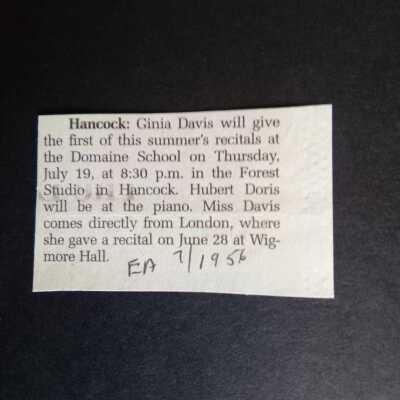 Hancock: Ginia Davis will give
the first of this summer's recitals at
the Domaine School on Thursday,
July 19, at 8:30 p.m. in the Forest
Studio in Hancock. Hubert Doris
will be at the piano. Miss Davis
comes directly from London, where
she gave a recital on June 28 at Wig-
more Hall.
EA 7/1956